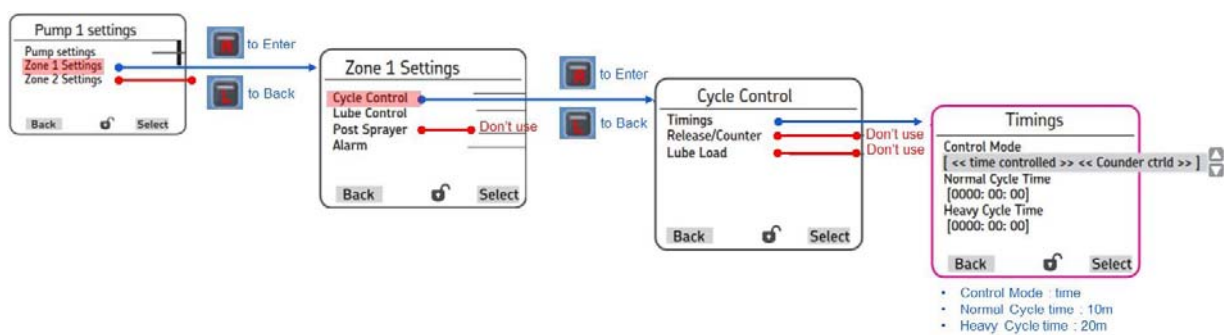 Pump 1 settings
Pump settings
Zone 1 Settings
Zone 2 Settings
Back
Select
R
to Enter
L
to Back
Zone 1 Settings
Cycle Control
Lube Control
Post Sprayer
Don't use
Alarm
Back
Select
R
to Enter
L
to Back
Cycle Control
Timings
Release/Counter
Don't use
Lube Load
Don't use
Back
Select
Timings
Control Mode
[ << time controlled >> << Counder ctrld >> ]
Normal Cycle Time
[0000: 00: 00]
Heavy Cycle Time
[0000: 00: 00]
Back
Select
• Control Mode : time
• Normal Cycle time : 10m
• Heavy Cycle time : 20m